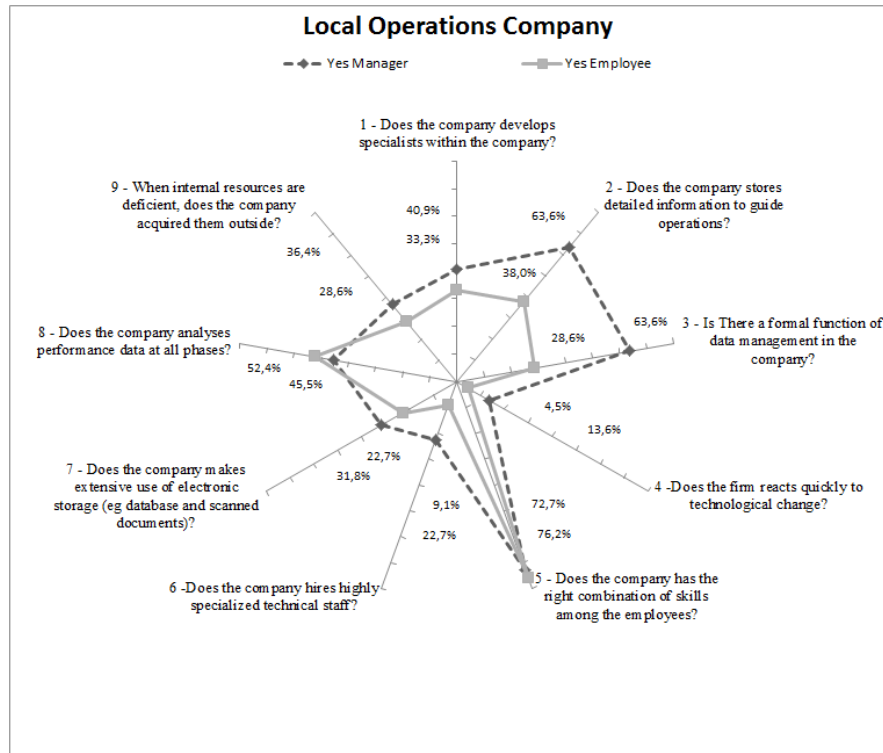 Local Operations Company
Yes Manager
Yes Employee
1 - Does the company develops
specialists within the company?
40,9%
33,3%
2 - Does the company stores
detailed information to guide
operations?
63,6%
38,0%
3 - Is There a formal function of
data management in the
company?
63,6%
28,6%
4,5%
13,6%
4 -Does the firm reacts quickly to
technological change?
72,7%
76,2%
5 - Does the company has the
right combination of skills
among the employees?
9,1%
22,7%
6 -Does the company hires highly
specialized technical staff?
22,7%
31,8%
7 - Does the company makes
extensive use of electronic
storage (eg database and scanned
documents)?
8 - Does the company analyses
performance data at all phases?
52,4%
45,5%
9 - When internal resources are
deficient, does the company
acquired them outside?
36,4%
28,6%